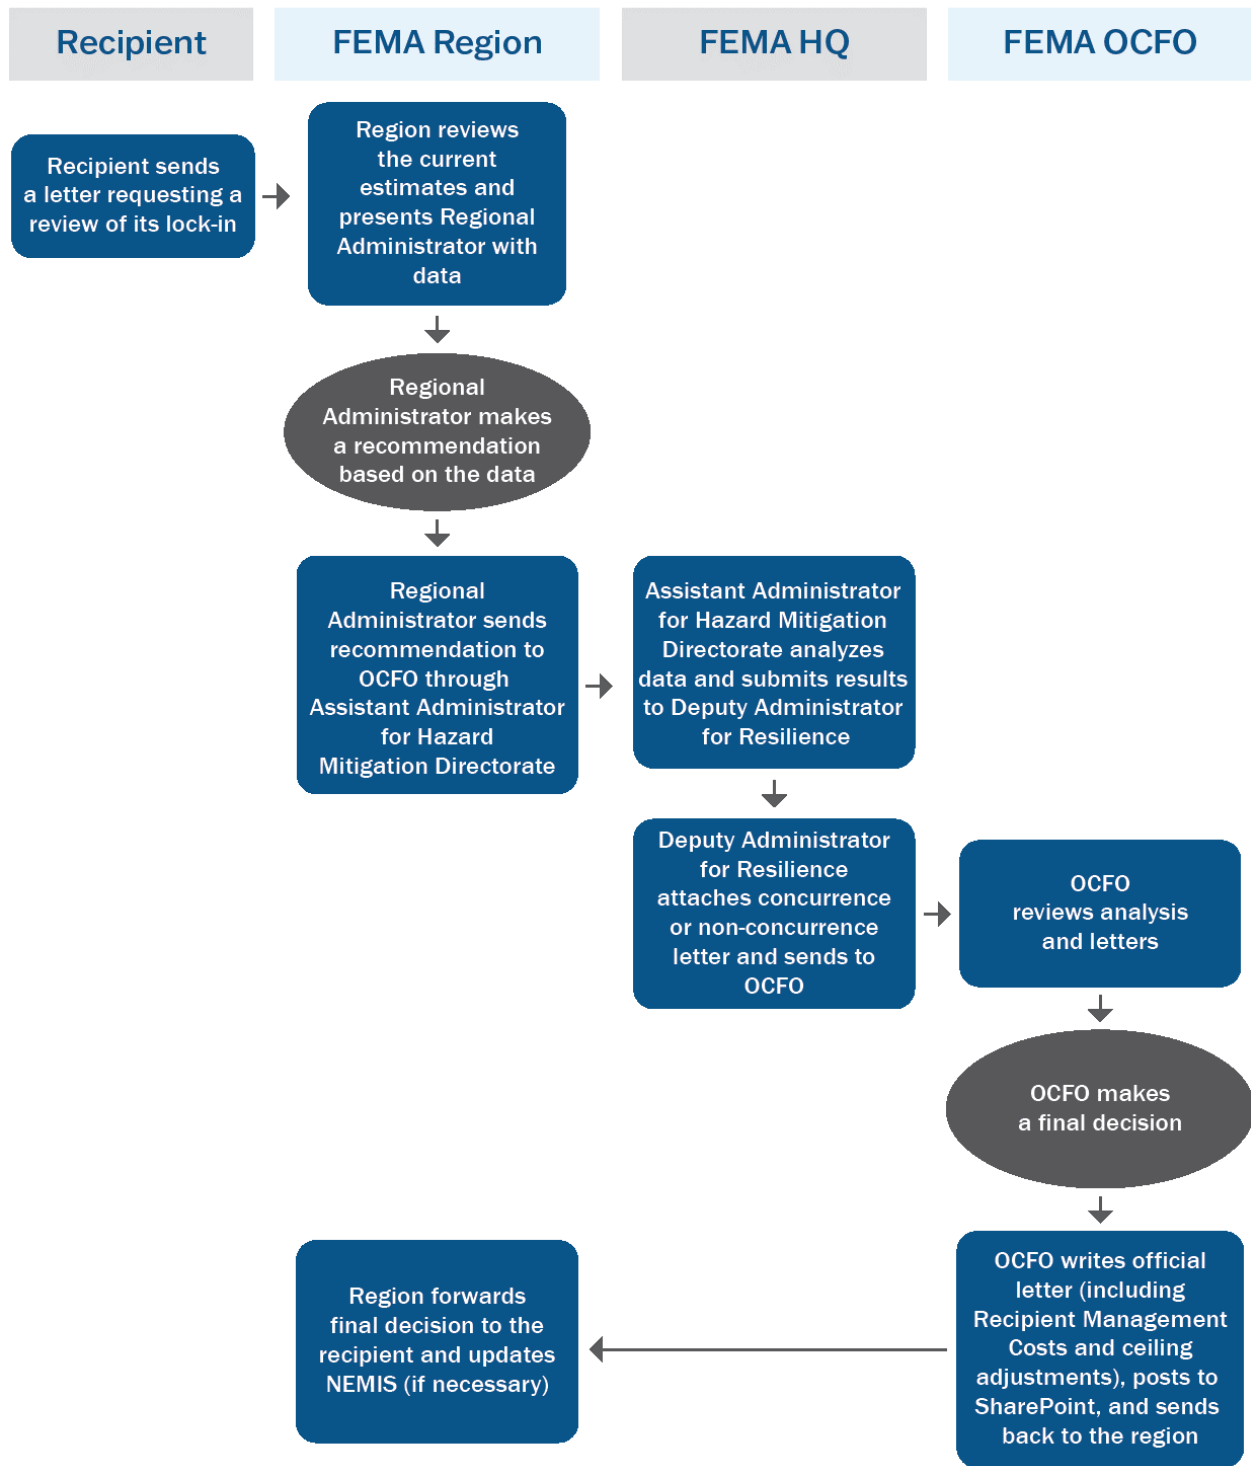 Recipient
FEMA Region
FEMA HQ
FEMA OCFO
Recipient sends
a letter requesting a
review of its lock-in
Region reviews
the current
estimates and
presents Regional
Administrator with
data
Regional
Administrator makes
a recommendation
based on the data
Regional
Administrator sends
recommendation to
OCFO through
Assistant Administrator
for Hazard
Mitigation Directorate
Assistant Administrator
for Hazard Mitigation
Directorate analyzes
data and submits results
to Deputy Administrator
for Resilience
Deputy Administrator
for Resilience
attaches concurrence
or non-concurrence
letter and sends to
OCFO
OCFO
reviews analysis
and letters
OCFO makes
a final decision
OCFO writes official
letter (including
Recipient Management
Costs and ceiling
adjustments), posts to
SharePoint, and sends
back to the region
Region forwards
final decision to the
recipient and updates
NEMIS (if necessary)